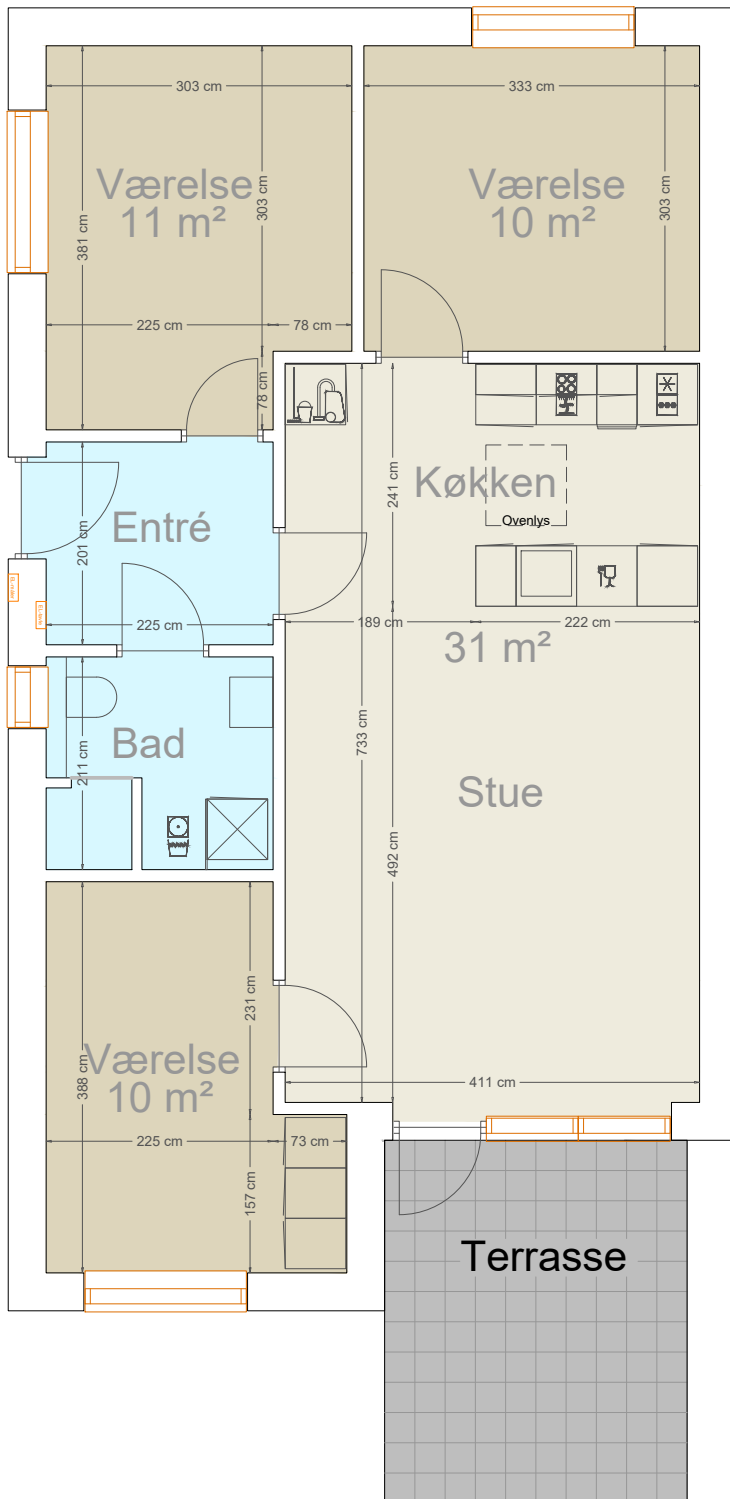 303 cm
333 cm
Værelse
11 m²
381 cm
303 cm
225 cm
78 cm
78 cm
Værelse
10 m²
303 cm
Køkken
241 cm
Ovenlys
Entré
201 cm
225 cm
189 cm
222 cm
31 m²
Bad
211 cm
733 cm
Stue
492 cm
Værelse
10 m²
388 cm
231 cm
225 cm
73 cm
157 cm
411 cm
Terrasse